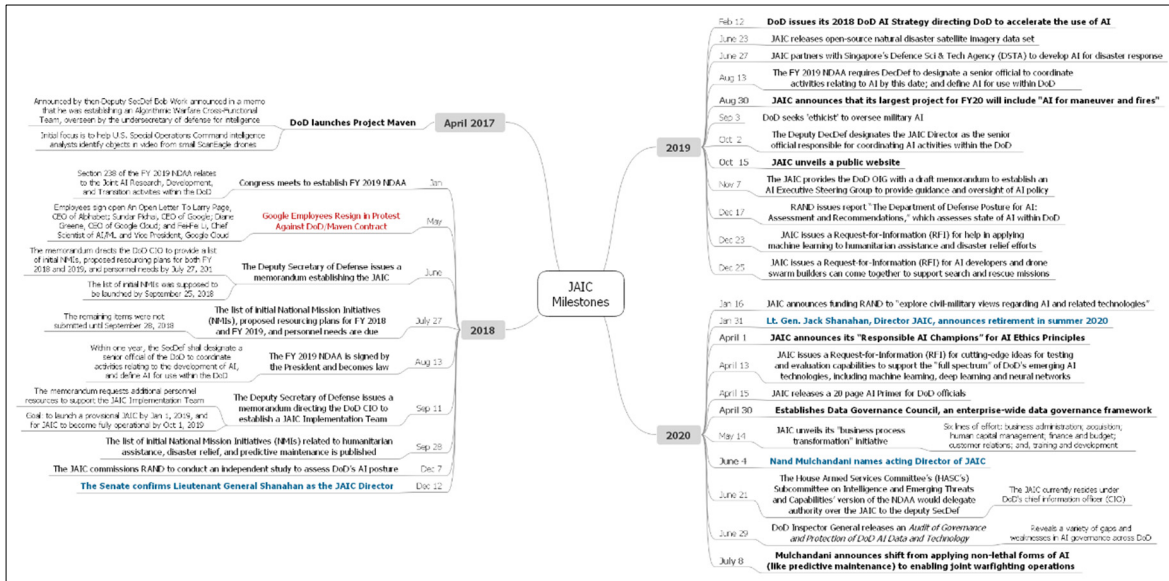 JAIC
Milestones
April 2017
DoD launches Project Maven
Announced by then Deputy SecDef Bob Work announced in a memo
that he was establishing an Algorithmic Warfare Cross-Functional
Team, overseen by the undersecretary of defense for intelligence
Initial focus is to help U.S. Special Operations Command intelligence
analysts identify objects in video from small ScanEagle drones
2018
Jan
Congress meets to establish FY 2019 NDAA
Section 238 of the FY 2019 NDAA relates
to the Joint AI Research, Development,
and Transition activities within the DoD
May
Google Employees Resign in Protest
Against DoD/Maven Contract
Employees sign open An Open Letter To Larry Page,
CEO of Alphabet; Sundar Pichai, CEO of Google; Diane
Greene, CEO of Google Cloud; and Fei-Fei Li, Chief
Scientist of AI/ML and Vice President, Google Cloud
June
The Deputy Secretary of Defense issues a
memorandum establishing the JAIC
The memorandum directs the DoD CIO to provide a list
of initial NMIs, proposed resourcing plans for both FY
2018 and 2019, and personnel needs by July 27, 201
The list of initial NMIs was supposed to
be launched by September 25, 2018
July 27
The list of initial National Mission Initiatives
(NMIs), proposed resourcing plans for FY 2018
and FY 2019, and personnel needs are due
The remaining items were not
submitted until September 28, 2018
Aug 13
The FY 2019 NDAA is signed by
the President and becomes law
Within one year, the SecDef shall designate a
senior official of the DoD to coordinate
activities relating to the development of AI,
and define AI for use within the DoD
Sep 11
The Deputy Secretary of Defense issues a
memorandum directing the DoD CIO to
establish a JAIC Implementation Team
The memorandum requests additional personnel
resources to support the JAIC Implementation Team
Goal: to launch a provisional JAIC by Jan 1, 2019, and
for JAIC to become fully operational by Oct 1, 2019
Sep 28
The list of initial National Mission Initiatives (NMIs) related to humanitarian
assistance, disaster relief, and predictive maintenance is published
Dec 7
The JAIC commissions RAND to conduct an independent study to assess DoD's AI posture
Dec 12
The Senate confirms Lieutenant General Shanahan as the JAIC Director
2019
Feb 12
DoD issues its 2018 DoD AI Strategy directing DoD to accelerate the use of AI
June 23
JAIC releases open-source natural disaster satellite imagery data set
June 27
JAIC partners with Singapore's Defence Sci & Tech Agency (DSTA) to develop AI for disaster response
Aug 13
The FY 2019 NDAA requires DecDef to designate a senior official to coordinate
activities relating to AI by this date; and define AI for use within DoD
Aug 30
JAIC announces that its largest project for FY20 will include "AI for maneuver and fires"
Sep 3
DoD seeks 'ethicist' to oversee military AI
Oct 2
The Deputy DecDef designates the JAIC Director as the senior
official responsible for coordinating AI activities within the DoD
Oct 15
JAIC unveils a public website
Nov 7
The JAIC provides the DoD OIG with a draft memorandum to establish an
AI Executive Steering Group to provide guidance and oversight of AI policy
Dec 17
RAND issues report "The Department of Defense Posture for AI:
Assessment and Recommendations," which assesses state of AI within DoD
Dec 23
JAIC issues a Request-for-Information (RFI) for help in applying
machine learning to humanitarian assistance and disaster relief efforts
Dec 25
JAIC issues a Request-for-Information (RFI) for AI developers and drone
swarm builders can come together to support search and rescue missions
2020
Jan 16
JAIC announces funding RAND to "explore civil-military views regarding AI and related technologies"
Jan 31
Lt. Gen. Jack Shanahan, Director JAIC, announces retirement in summer 2020
April 1
JAIC announces its "Responsible AI Champions" for AI Ethics Principles
April 13
JAIC issues a Request-for-Information (RFI) for cutting-edge ideas for testing
and evaluation capabilities to support the "full spectrum" of DoD's emerging AI
technologies, including machine learning, deep learning and neural networks
April 15
JAIC releases a 20 page AI Primer for DoD officials
April 30
Establishes Data Governance Council, an enterprise-wide data governance framework
May 14
JAIC unveils its "business process
transformation" initiative
Six lines of effort: business administration; acquisition;
human capital management; finance and budget;
customer relations; and, training and development
June 4
Nand Mulchandani names acting Director of JAIC
June 21
The House Armed Services Committee's (HASC's)
Subcommittee on Intelligence and Emerging Threats
and Capabilities' version of the NDAA would delegate
authority over the JAIC to the deputy SecDef
The JAIC currently resides under
DoD's chief information officer (CIO)
June 29
DoD Inspector General releases an Audit of Governance
and Protection of DoD AI Data and Technology
Reveals a variety of gaps and
weaknesses in AI governance across DoD
July 8
Mulchandani announces shift from applying non-lethal forms of AI
(like predictive maintenance) to enabling joint warfighting operations